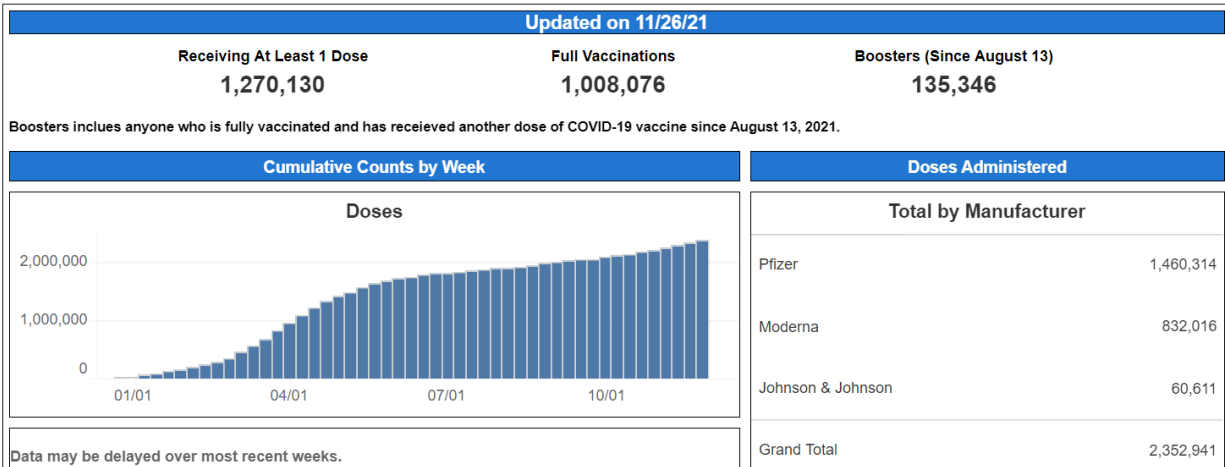 Updated on 11/26/21
Receiving At Least 1 Dose
Full Vaccinations
Boosters (Since August 13)
1,270,130
1,008,076
135,346
Boosters inclues anyone who is fully vaccinated and has receieved another dose of COVID-19 vaccine since August 13, 2021.
Cumulative Counts by Week
Doses
2,000,000
1,000,000
0
01/01
04/01
07/01
10/01
Data may be delayed over most recent weeks.
Doses Administered
Total by Manufacturer
Pfizer 1,460,314
Moderna 832,016
Johnson & Johnson 60,611
Grand Total 2,352,941